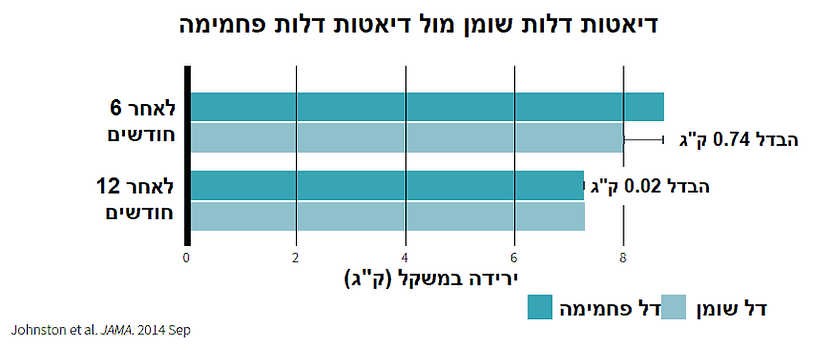 דיאטות דלות שומן מול דיאטות דלות פחמימה
לאחר 6
חודשים
הבדל 0.74 ק"ג
לאחר 12
חודשים
הבדל 0.02 ק"ג
0 2 4 6 8
ירידה במשקל (ק"ג)
דל פחמימה
דל שומן
Johnston et al. JAMA. 2014 Sep